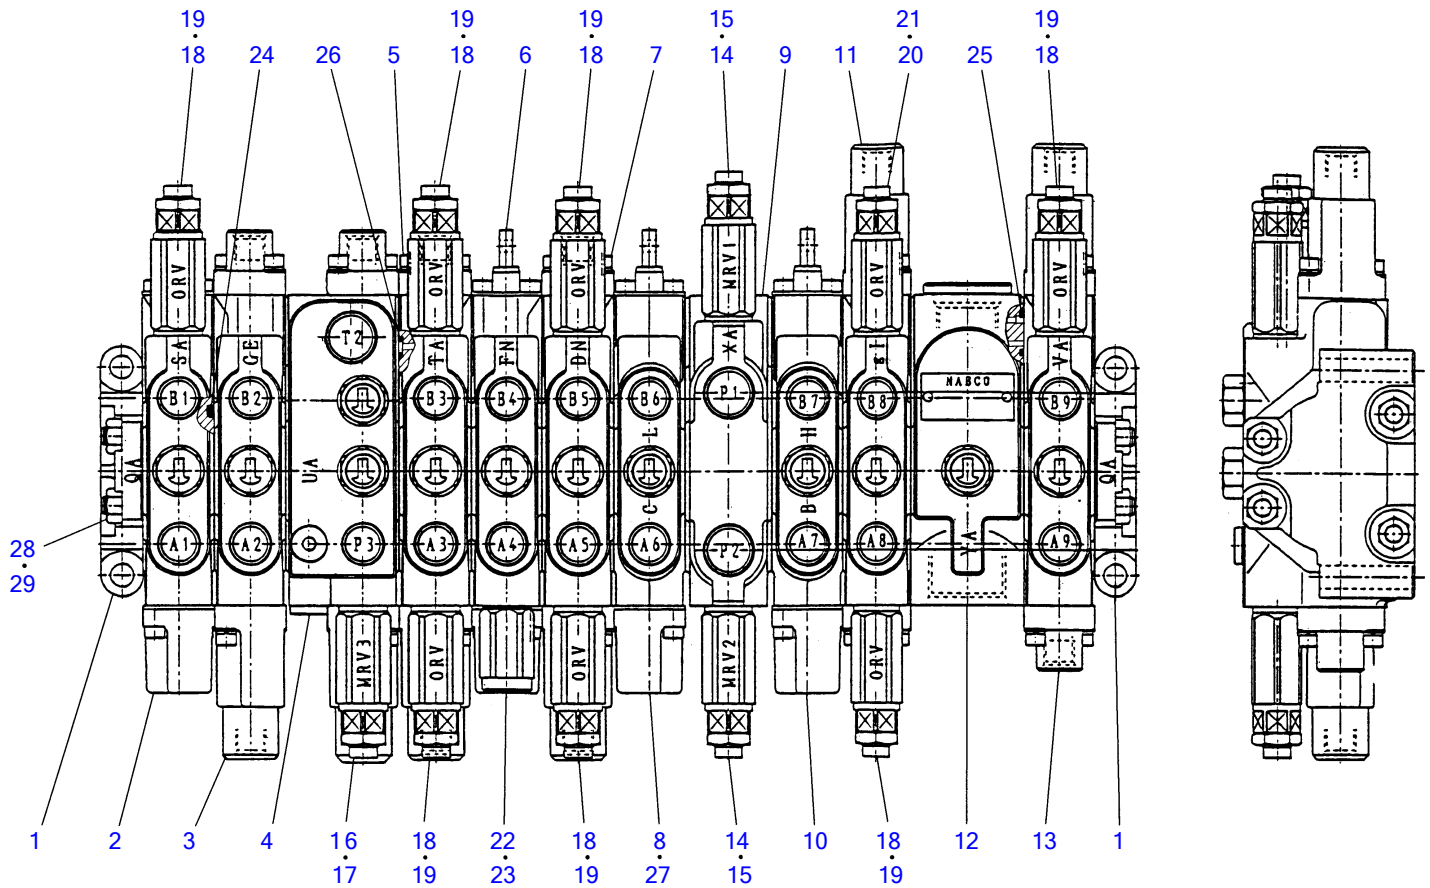 19 19 19 15 21 19
18 24 26 5 18 6 18 7 14 9 11 20 25 18
ORV ORV ORV MRV1 ORV ORV
T2
SA GE TA FN DN XA VA
NABCO
B1 B2 B3 B4 B5 B6 P1 B7 B8 B9
QA UA L H QA
C B
A1 A2 P3 A3 A4 A5 A6 P2 A7 A8 A9
28
29
MRV3 ORV ORV MRV2 ORV
1 2 3 4 16 18 22 18 8 14 10 18 12 13 1
17 19 23 19 27 15 19